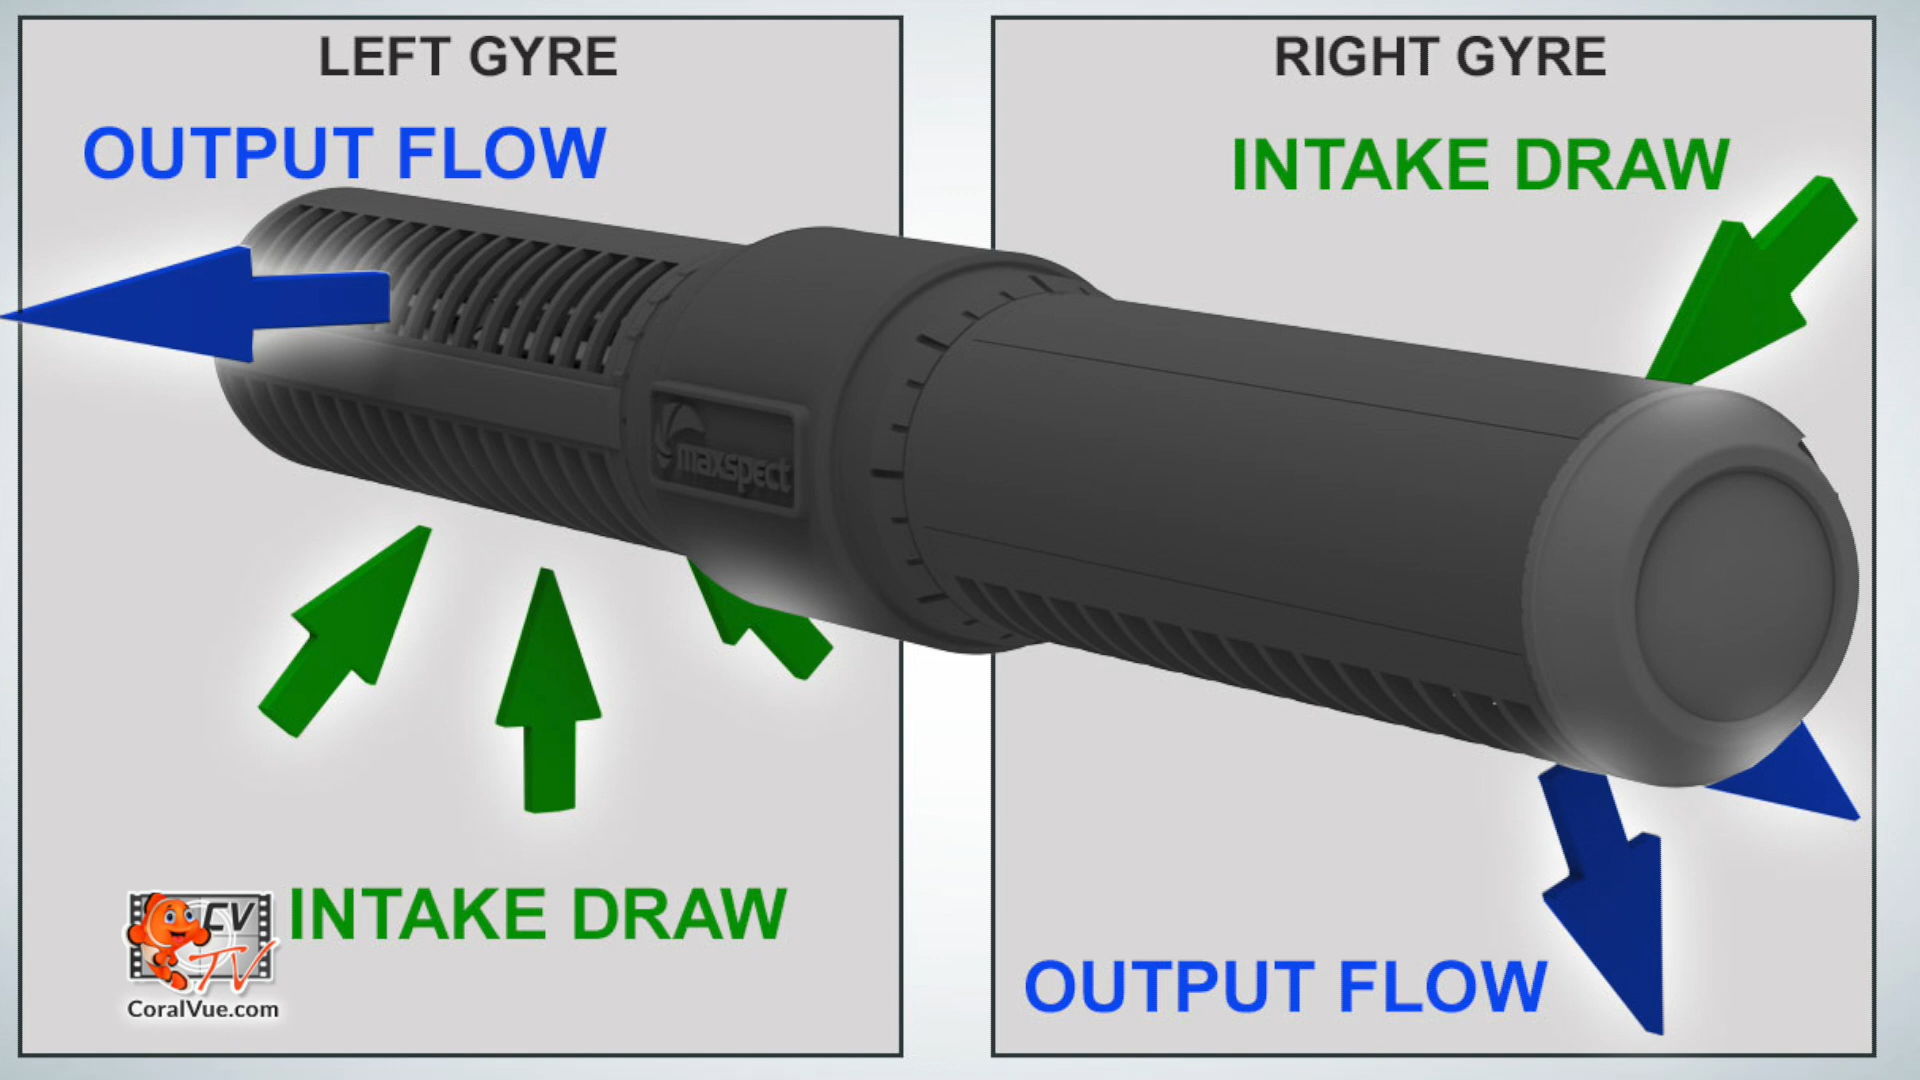 LEFT GYRE
OUTPUT FLOW
INTAKE DRAW
RIGHT GYRE
INTAKE DRAW
OUTPUT FLOW
maxspect
CV
TV
CoralVue.com